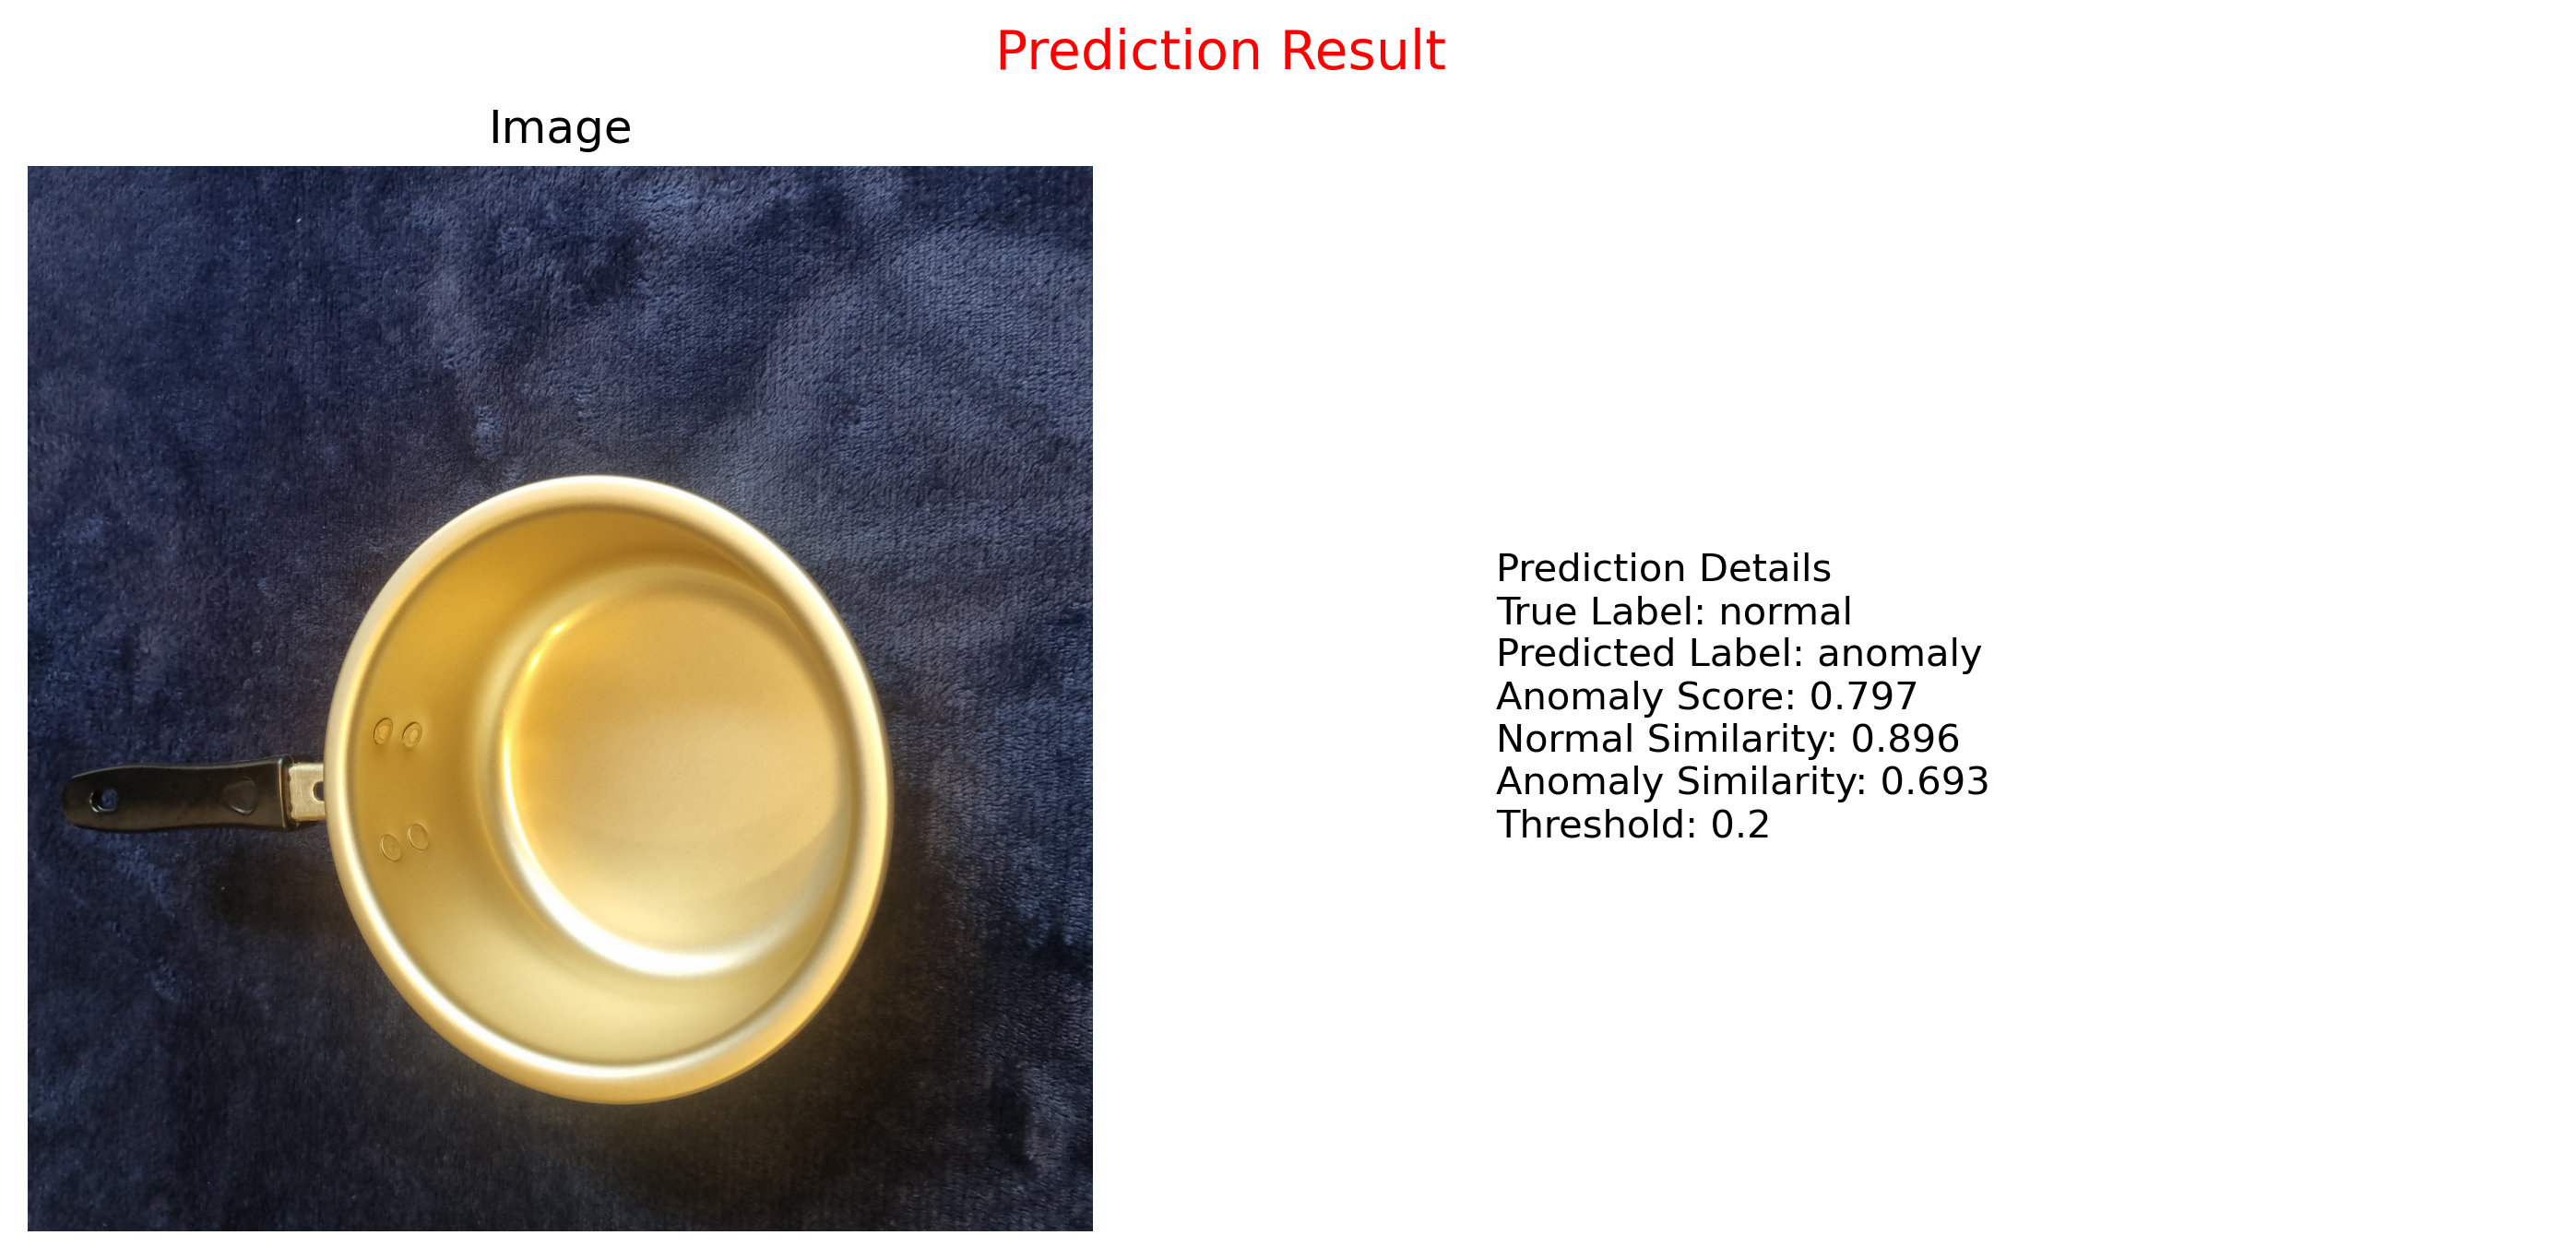 Prediction Result
Image
Prediction Details
True Label: normal
Predicted Label: anomaly
Anomaly Score: 0.797
Normal Similarity: 0.896
Anomaly Similarity: 0.693
Threshold: 0.2